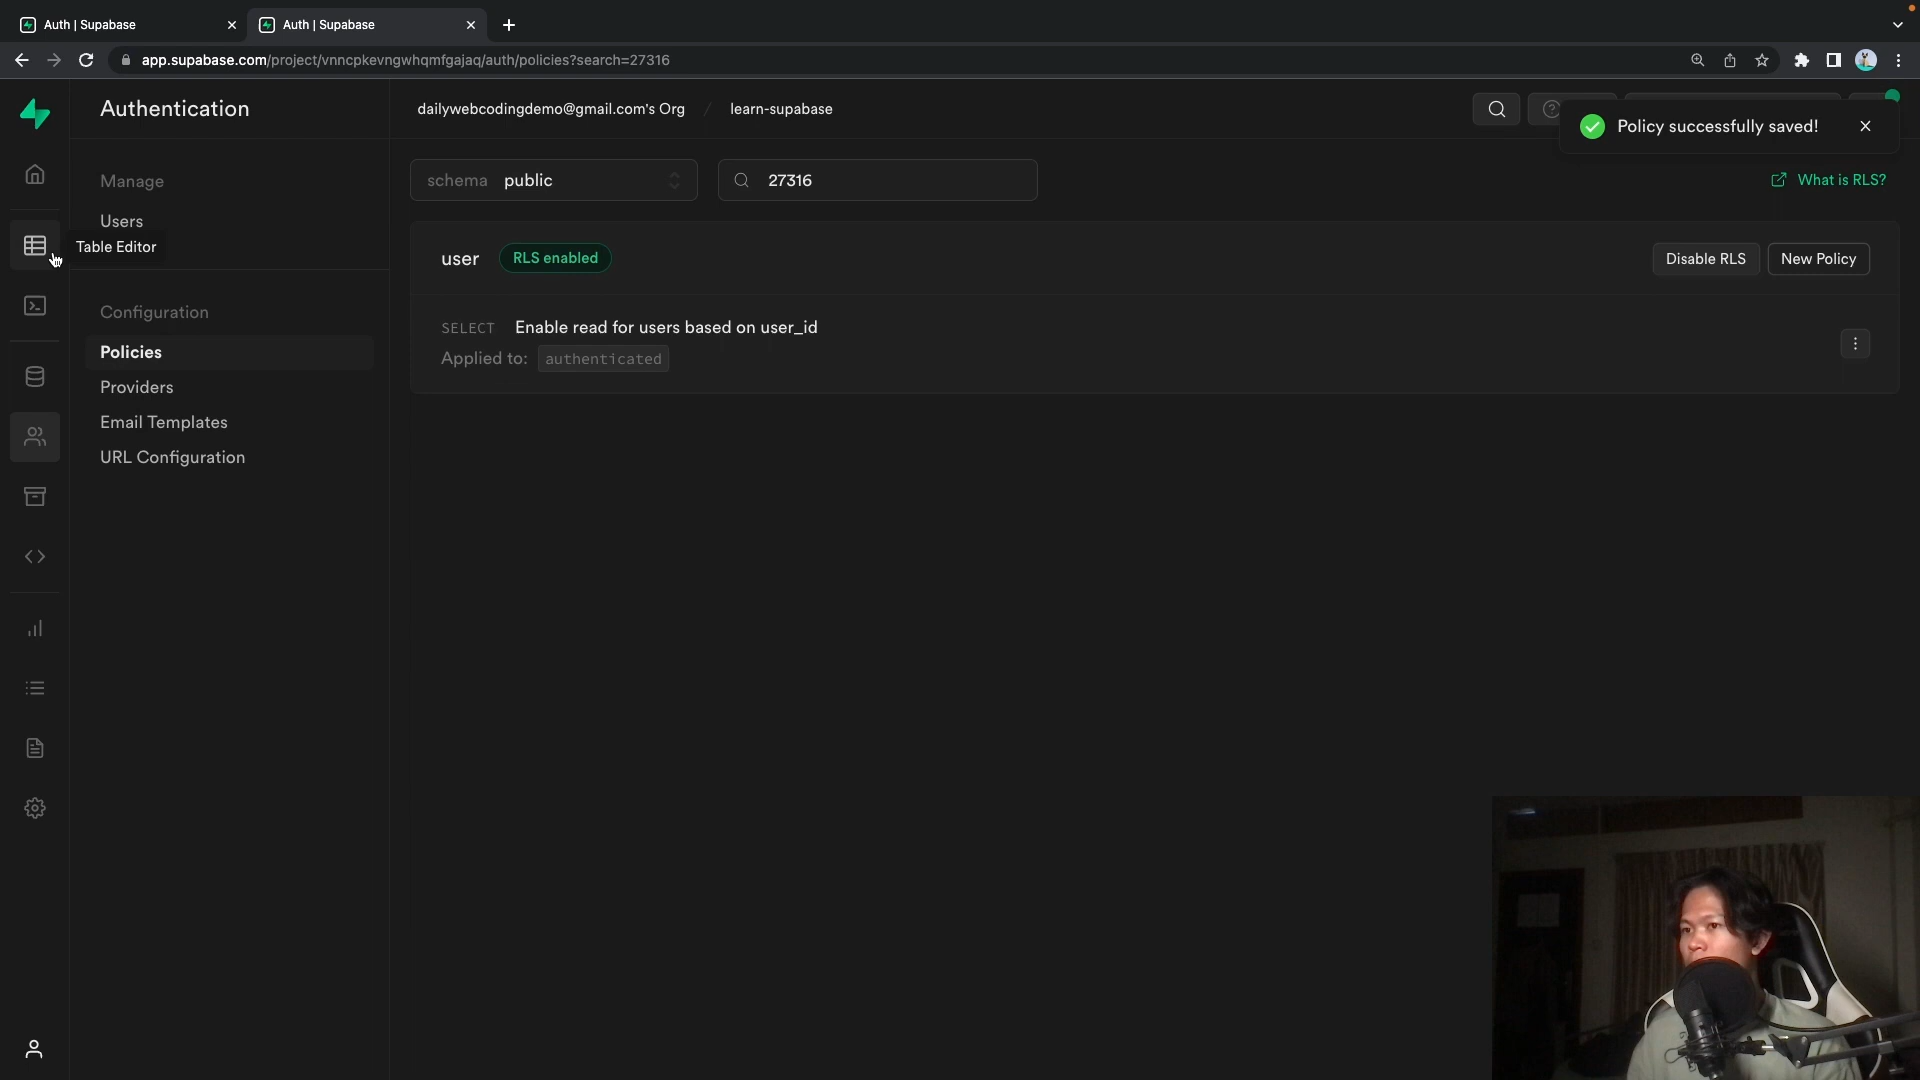 Auth | Supabase
Auth | Supabase
app.supabase.com/project/vnncpkevngwhqmfgajaq/auth/policies?search=27316
Authentication
dailywebcodingdemo@gmail.com's Org / learn-supabase
Policy successfully saved!
Manage
schema public
27316
What is RLS?
Users
Table Editor
user
RLS enabled
Disable RLS
New Policy
Configuration
SELECT Enable read for users based on user_id
Policies
Applied to: authenticated
Providers
Email Templates
URL Configuration